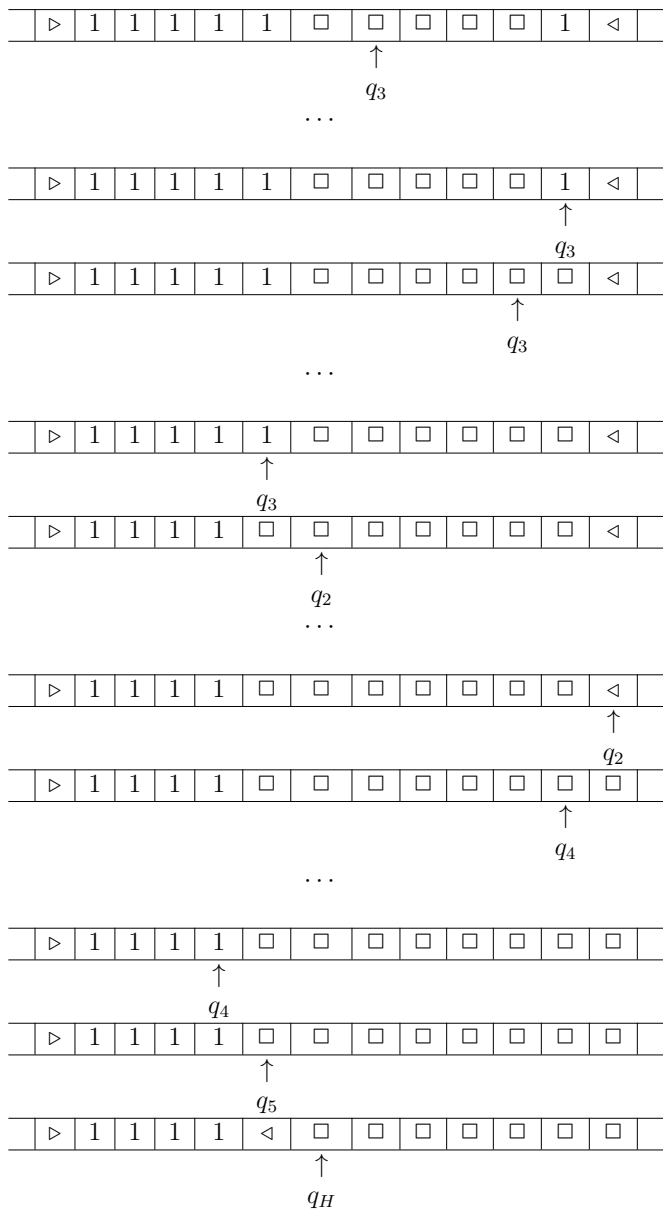 ▷ 1 1 1 1 1 □ □ □ □ □ 1 ◁
↑
q₃
...
▷ 1 1 1 1 1 □ □ □ □ □ 1 ◁
↑
q₃
▷ 1 1 1 1 1 □ □ □ □ □ □ ◁
↑
q₃
...
▷ 1 1 1 1 1 □ □ □ □ □ □ ◁
↑
q₃
▷ 1 1 1 1 □ □ □ □ □ □ □ ◁
↑
q₂
...
▷ 1 1 1 1 □ □ □ □ □ □ □ ◁
↑
q₂
▷ 1 1 1 1 □ □ □ □ □ □ □ □
↑
q₄
...
▷ 1 1 1 1 □ □ □ □ □ □ □ □
↑
q₄
▷ 1 1 1 1 □ □ □ □ □ □ □ □
↑
q₅
▷ 1 1 1 1 ◁ □ □ □ □ □ □ □
↑
q_H